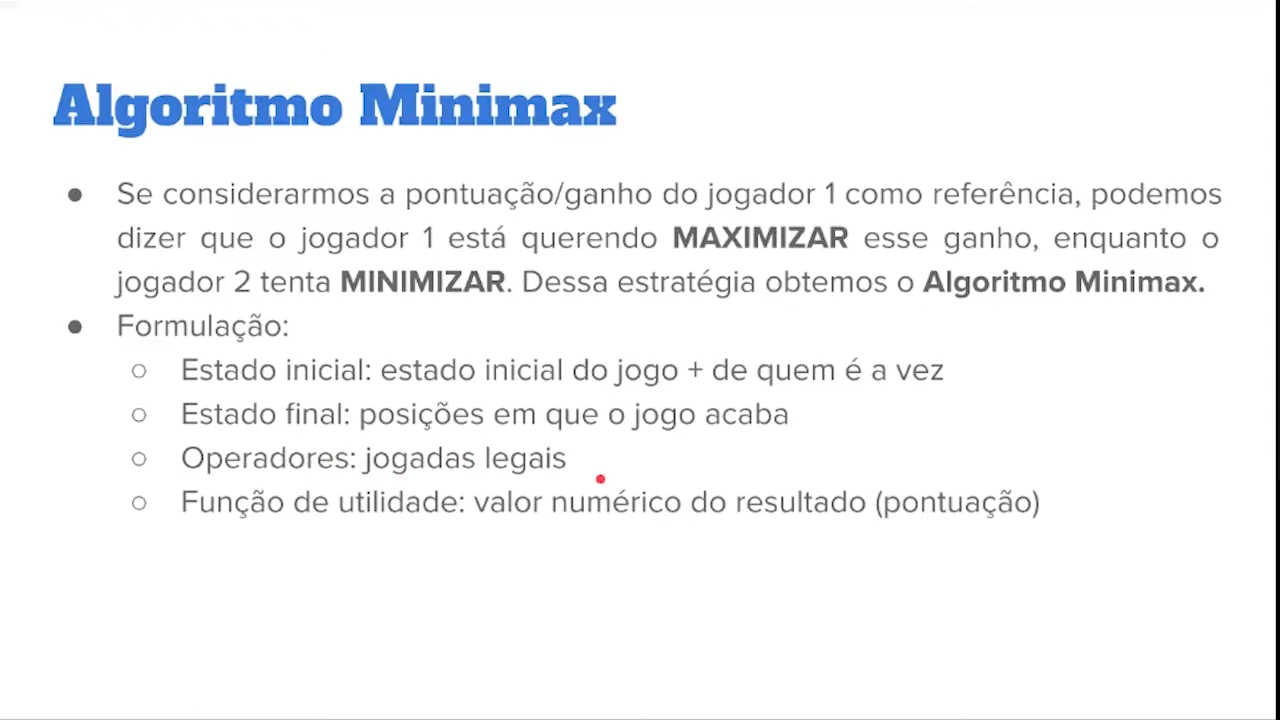 Algoritmo Minimax
● Se considerarmos a pontuação/ganho do jogador 1 como referência, podemos
dizer que o jogador 1 está querendo MAXIMIZAR esse ganho, enquanto o
jogador 2 tenta MINIMIZAR. Dessa estratégia obtemos o Algoritmo Minimax.
● Formulação:
○ Estado inicial: estado inicial do jogo + de quem é a vez
○ Estado final: posições em que o jogo acaba
○ Operadores: jogadas legais
○ Função de utilidade: valor numérico do resultado (pontuação)